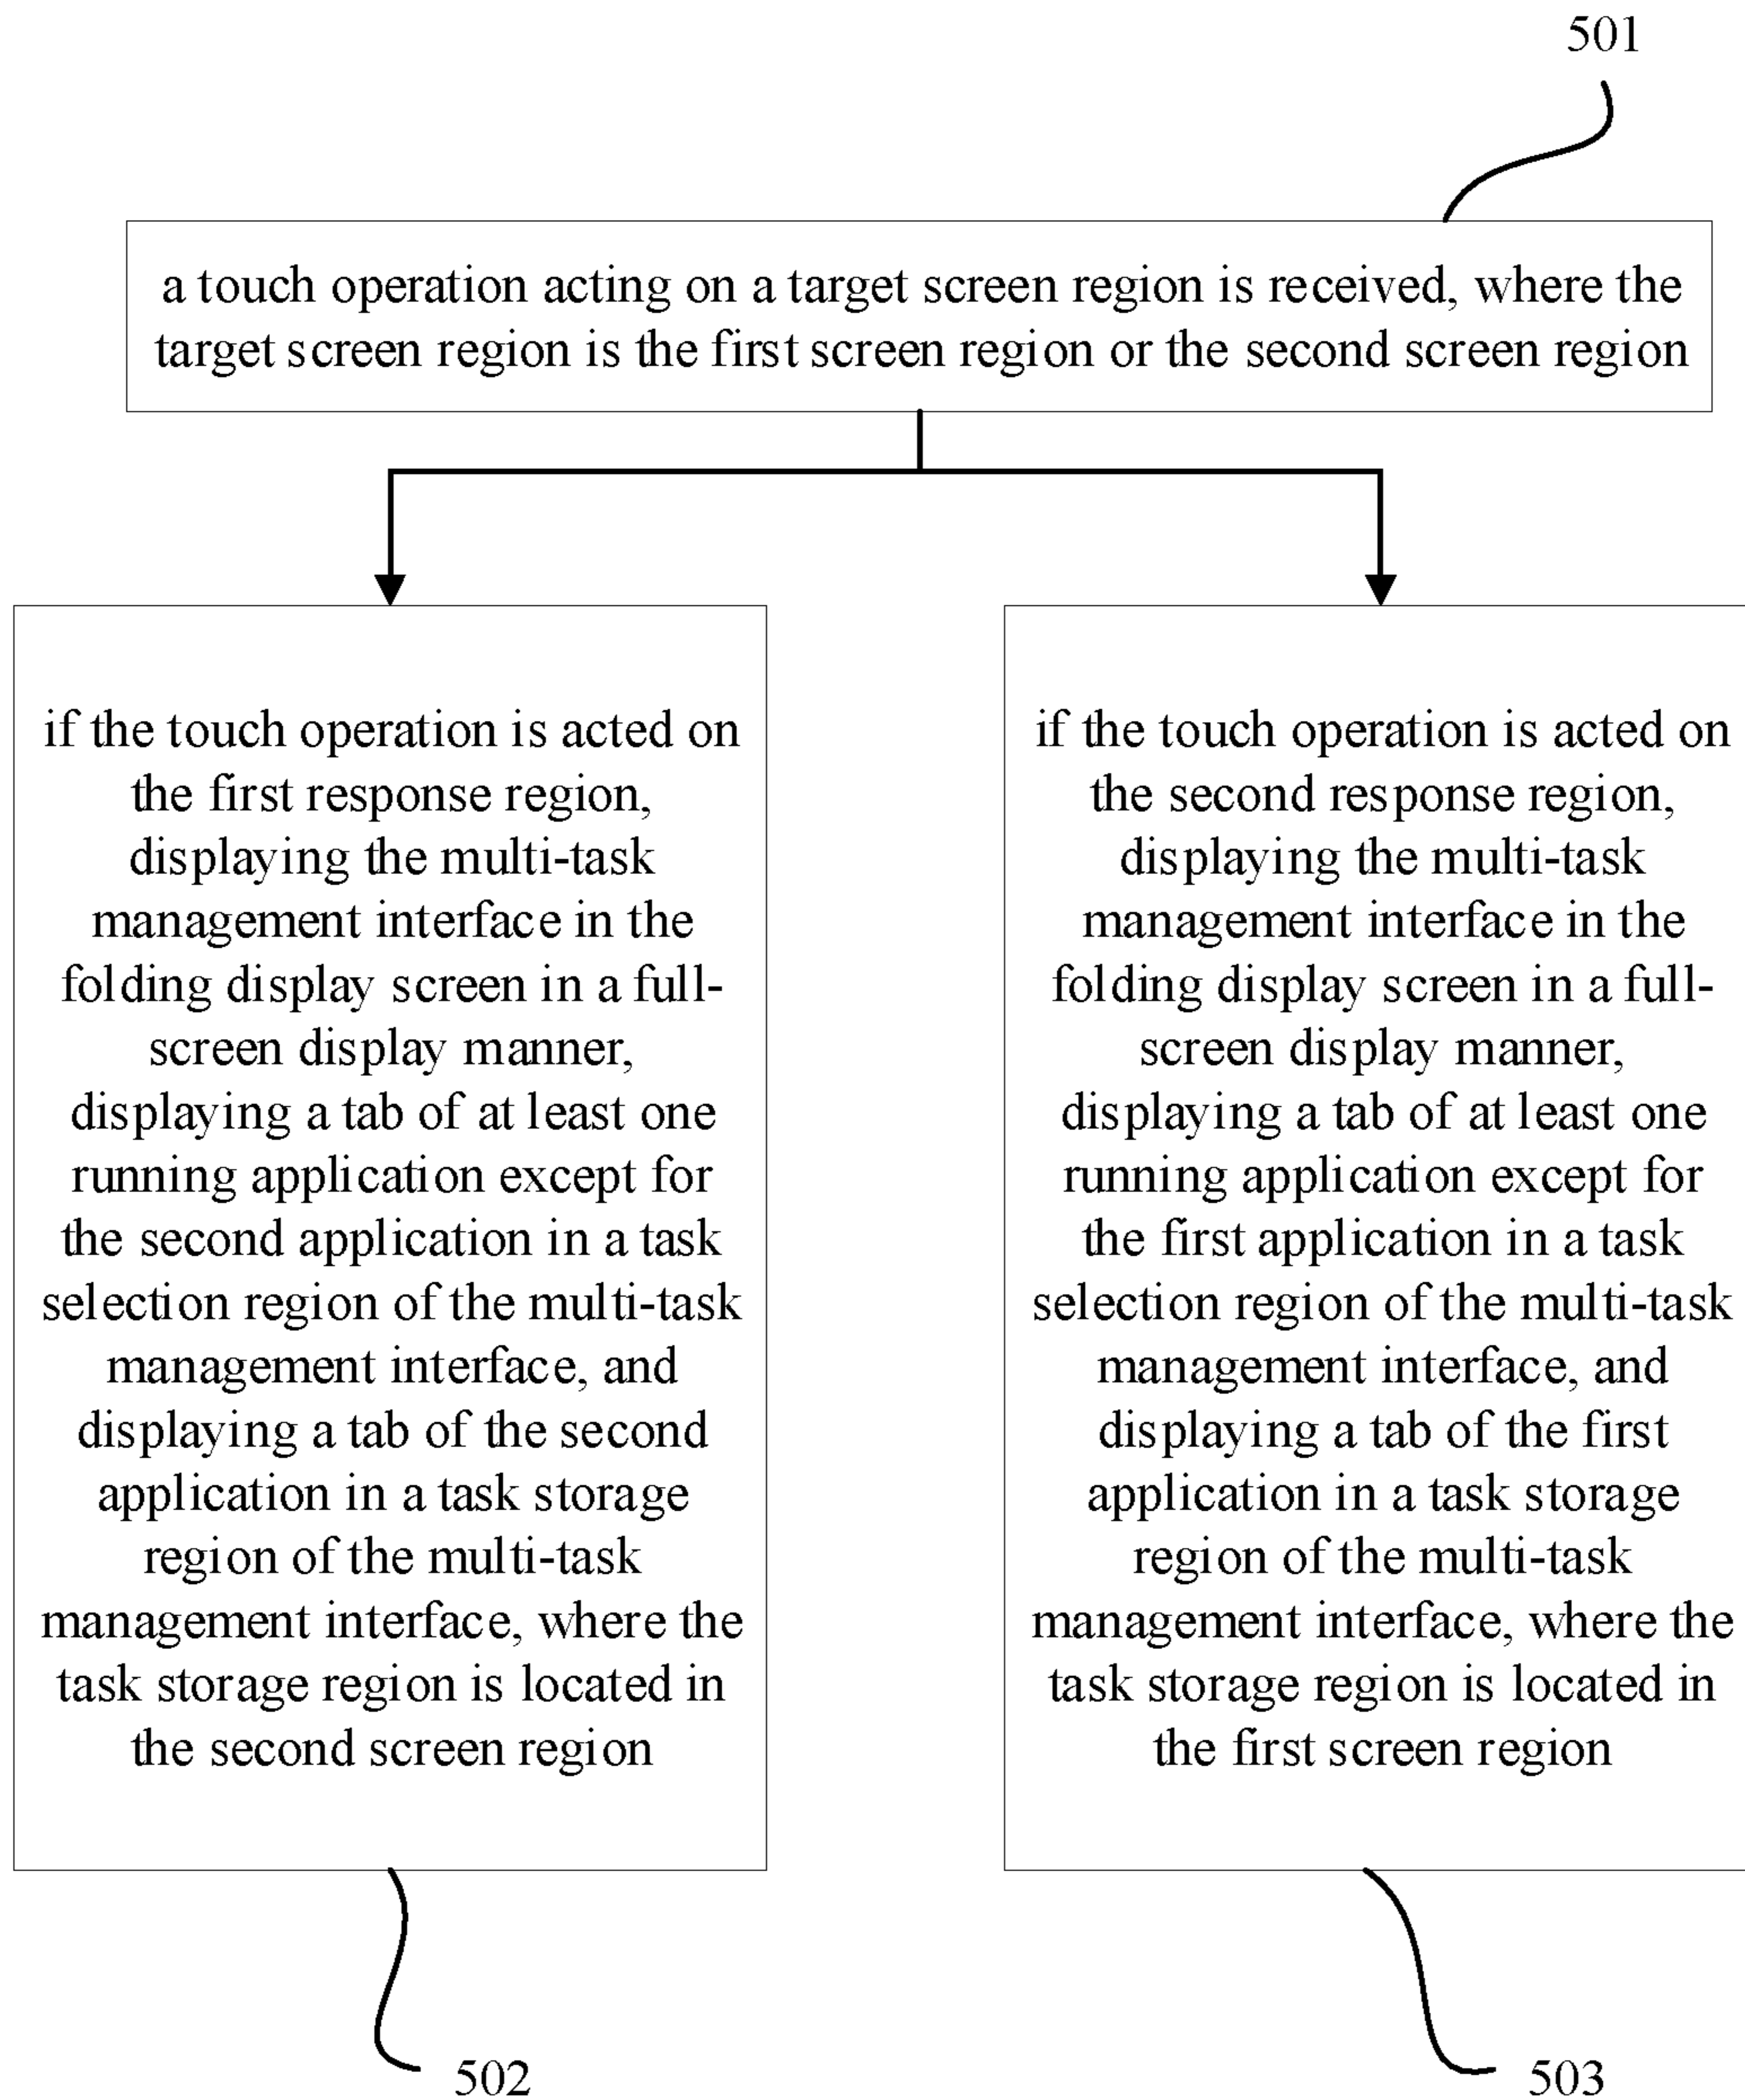 501
a touch operation acting on a target screen region is received, where the
target screen region is the first screen region or the second screen region
if the touch operation is acted on
the first response region,
displaying the multi-task
management interface in the
folding display screen in a full-
screen display manner,
displaying a tab of at least one
running application except for
the second application in a task
selection region of the multi-task
management interface, and
displaying a tab of the second
application in a task storage
region of the multi-task
management interface, where the
task storage region is located in
the second screen region
if the touch operation is acted on
the second response region,
displaying the multi-task
management interface in the
folding display screen in a full-
screen display manner,
displaying a tab of at least one
running application except for
the first application in a task
selection region of the multi-task
management interface, and
displaying a tab of the first
application in a task storage
region of the multi-task
management interface, where the
task storage region is located in
the first screen region
502
503